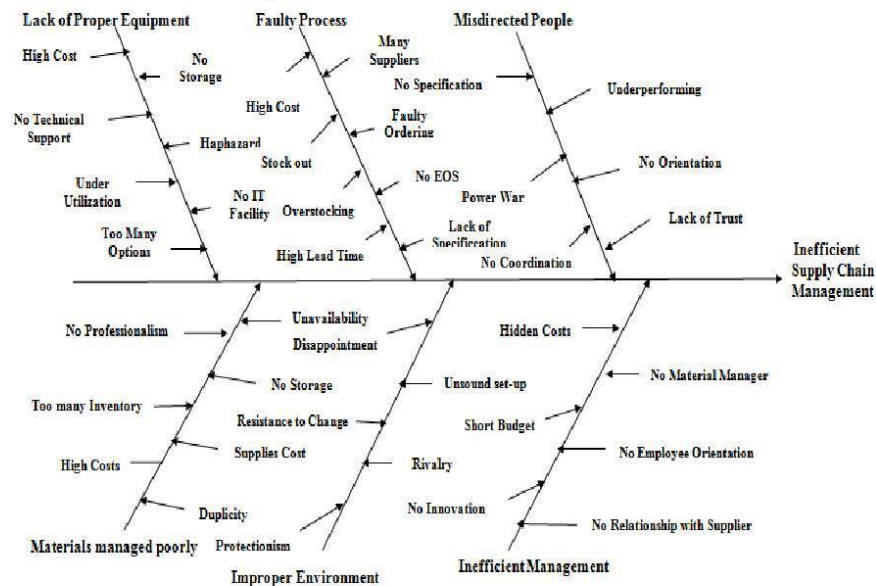 Lack of Proper Equipment
Faulty Process
Misdirected People
High Cost
No
Storage
No Technical
Support
Haphazard
Under
Utilization
No IT
Facility
Too Many
Options
Many
Suppliers
High Cost
Faulty
Ordering
Stock out
No EOS
Overstocking
Lack of
Specification
High Lead Time
No Specification
Underperforming
No Orientation
Power War
Lack of Trust
No Coordination
Inefficient
Supply Chain
Management
No Professionalism
Unavailability
No Storage
Too many Inventory
Supplies Cost
High Costs
Duplicity
Materials managed poorly
Disappointment
Unsound set-up
Resistance to Change
Rivalry
Protectionism
Improper Environment
Hidden Costs
No Material Manager
Short Budget
No Employee Orientation
No Innovation
No Relationship with Supplier
Inefficient Management